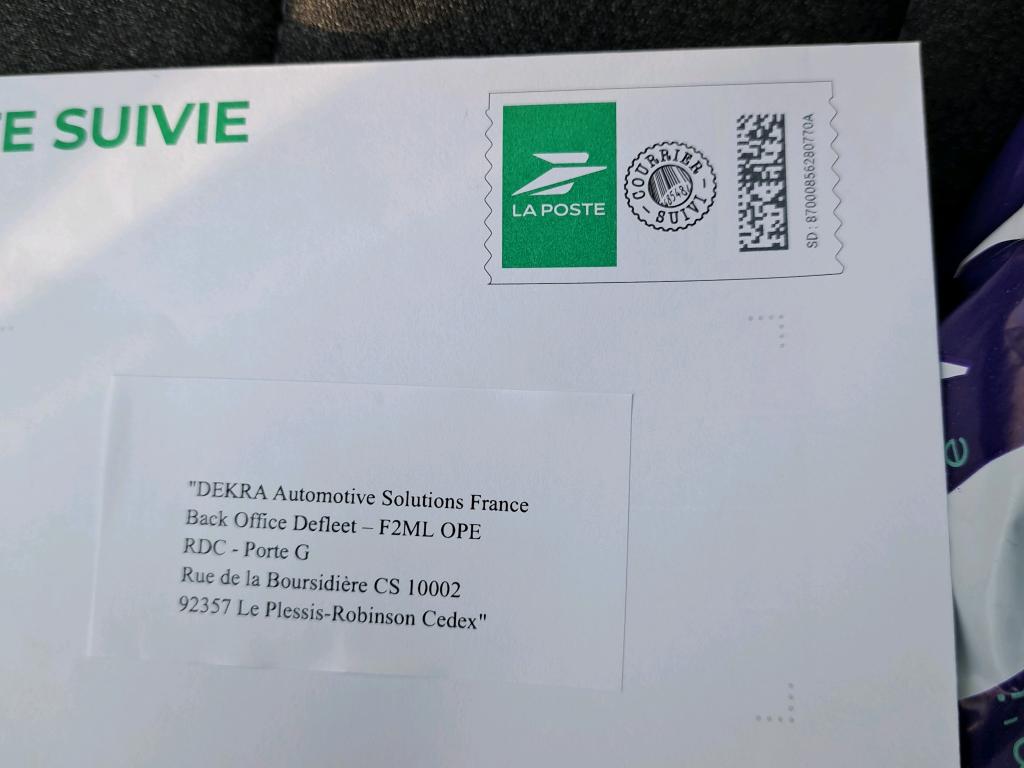 E SUIVIE
LA POSTE
COURRIER
SUIVI
SD : 87000856280770A
"DEKRA Automotive Solutions France
Back Office Defleet – F2ML OPE
RDC - Porte G
Rue de la Boursidière CS 10002
92357 Le Plessis-Robinson Cedex"
e